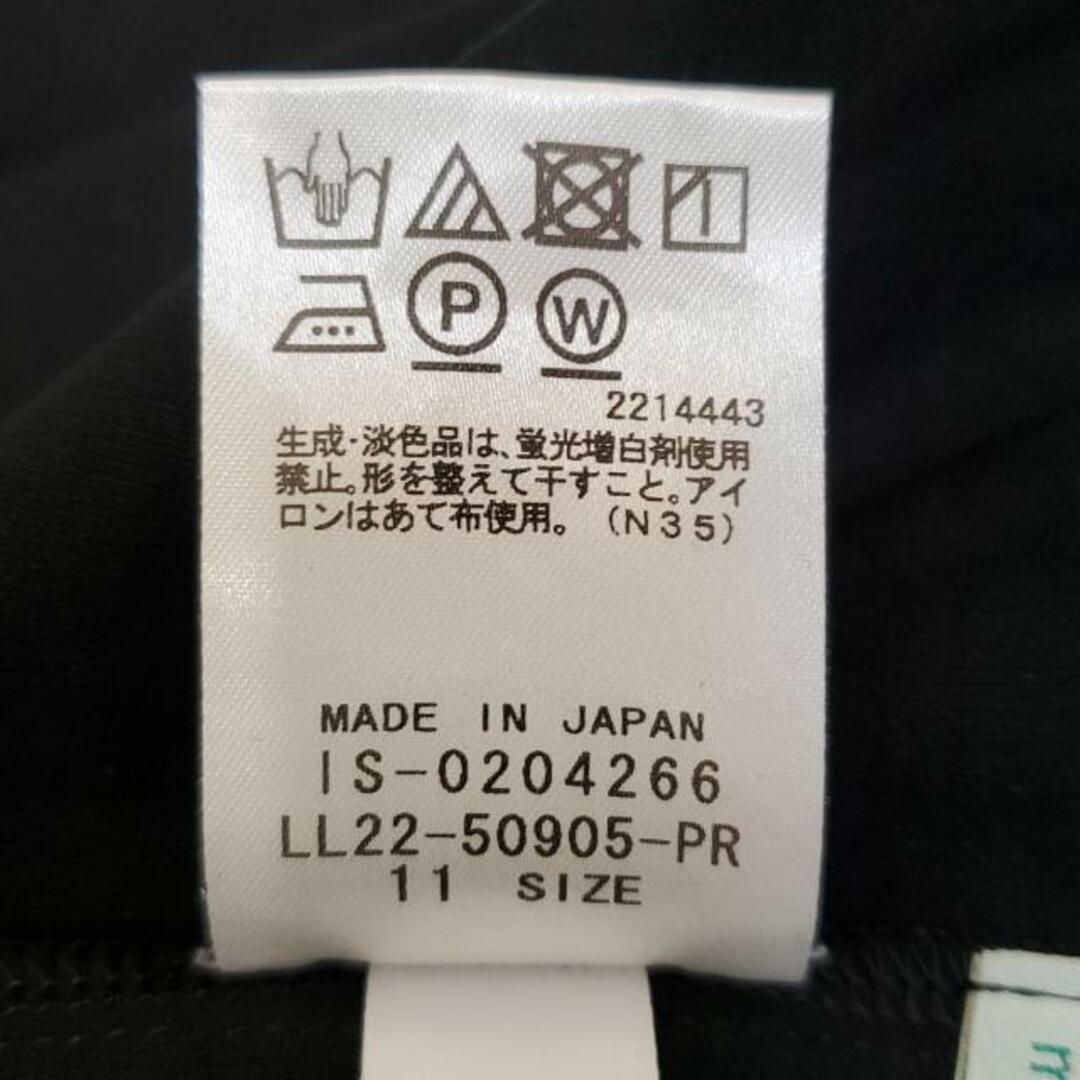 P W
2214443
生成・淡色品は、蛍光増白剤使用
禁止。形を整えて干すこと。アイ
ロンはあて布使用。（N35）
MADE IN JAPAN
IS-0204266
LL22-50905-PR
11 SIZE